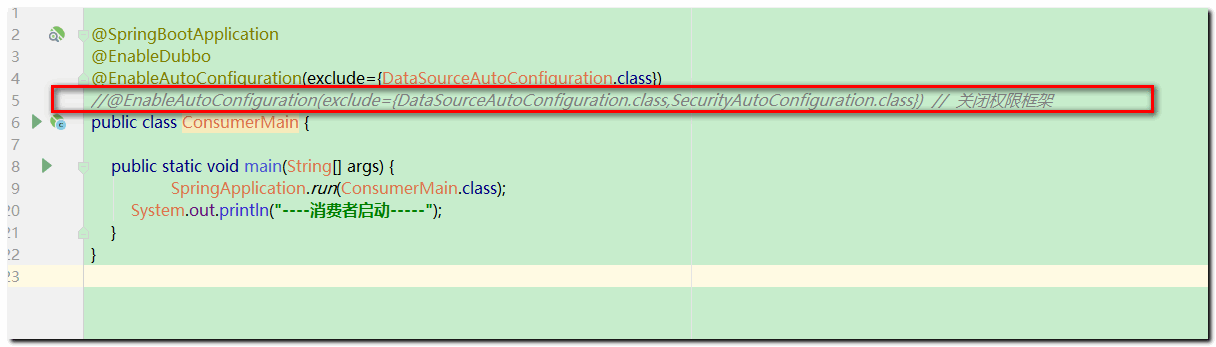 1
2 @SpringBootApplication
3 @EnableDubbo
4 @EnableAutoConfiguration(exclude={DataSourceAutoConfiguration.class})
5 //@EnableAutoConfiguration(exclude={DataSourceAutoConfiguration.class,SecurityAutoConfiguration.class}) // 关闭权限框架
6 public class ConsumerMain {
7
8 public static void main(String[] args) {
9 SpringApplication.run(ConsumerMain.class);
20 System.out.println("----消费者启动-----");
21 }
22 }
23